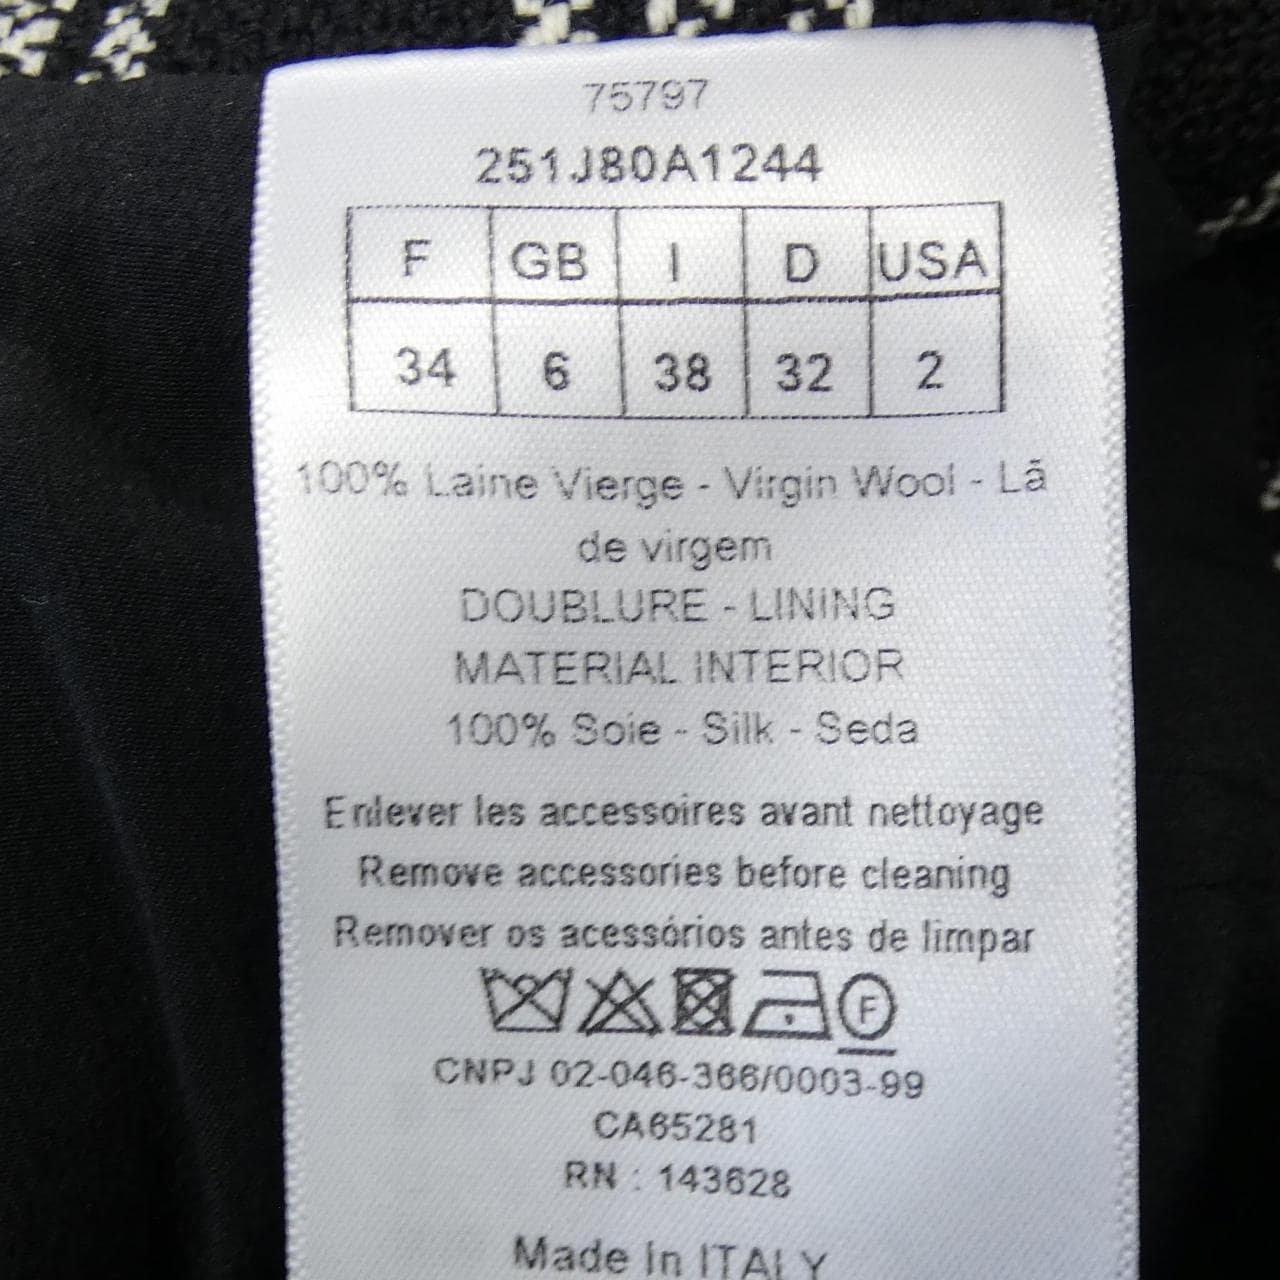 75797
251J80A1244
F GB I D USA
34 6 38 32 2
100% Laine Vierge - Virgin Wool - Lã
de virgem
DOUBLURE - LINING
MATERIAL INTERIOR
100% Soie - Silk - Seda
Enlever les accessoires avant nettoyage
Remove accessories before cleaning
Remover os acessórios antes de limpar
F
CNPJ 02-046-366/0003-99
CA65281
RN : 143628
Made in ITALY